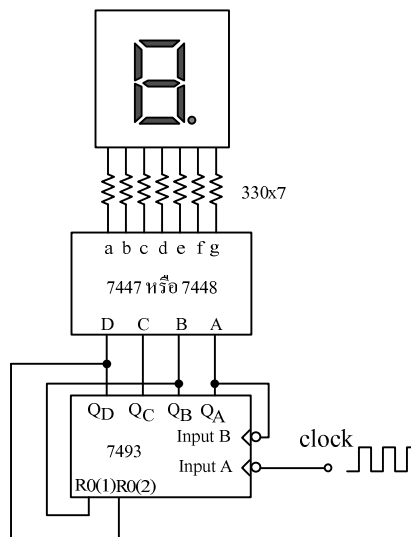 330x7
a b c d e f g
7447 หรือ 7448
D C B A
QD QC QB QA
Input B
clock
7493
Input A
R0(1) R0(2)